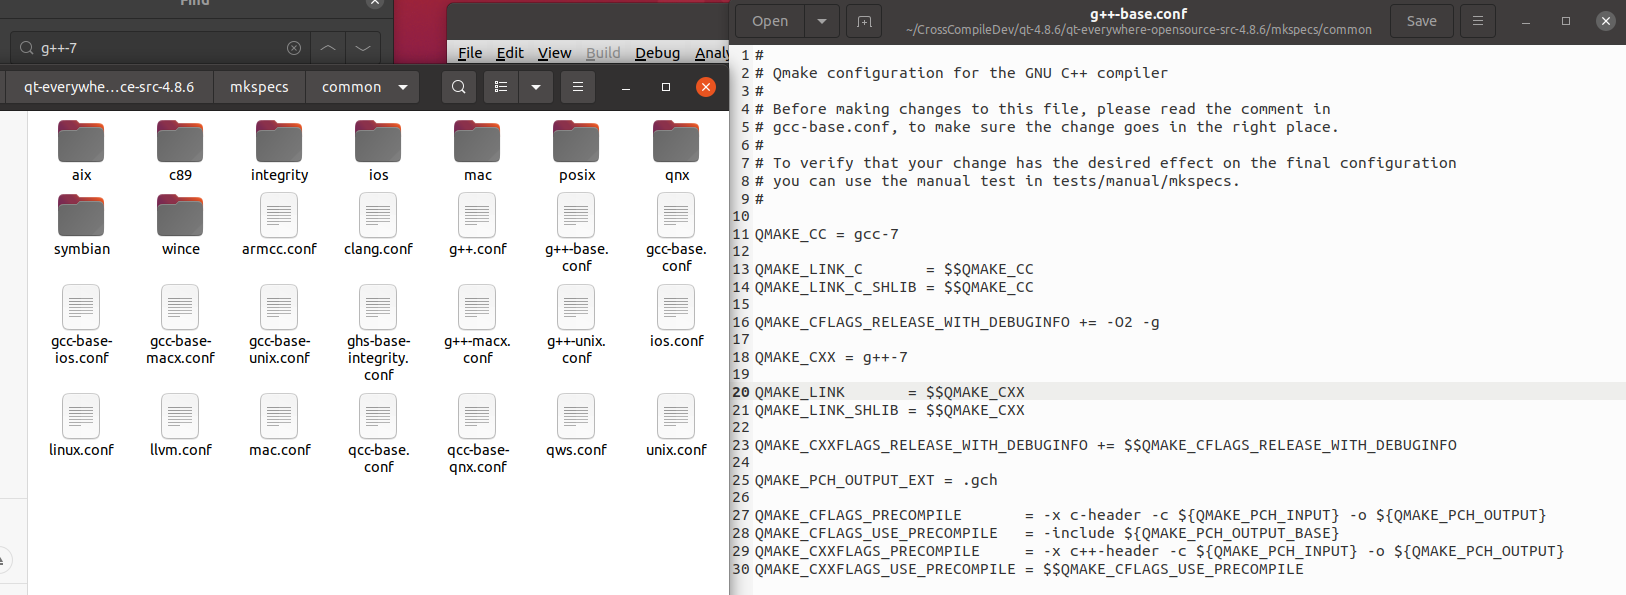 Find
g++-7
File Edit View Build Debug Analy
qt-everywhe...ce-src-4.8.6 mkspecs common
aix c89 integrity ios mac posix qnx
symbian wince armcc.conf clang.conf g++.conf g++-base.conf gcc-base.conf
gcc-base-ios.conf gcc-base-macx.conf gcc-base-unix.conf ghs-base-integrity.conf g++-macx.conf g++-unix.conf ios.conf
linux.conf llvm.conf mac.conf qcc-base.conf qcc-base-qnx.conf qws.conf unix.conf
Open g++-base.conf Save
~/CrossCompileDev/qt-4.8.6/qt-everywhere-opensource-src-4.8.6/mkspecs/common
1 #
2 # Qmake configuration for the GNU C++ compiler
3 #
4 # Before making changes to this file, please read the comment in
5 # gcc-base.conf, to make sure the change goes in the right place.
6 #
7 # To verify that your change has the desired effect on the final configuration
8 # you can use the manual test in tests/manual/mkspecs.
9 #
10
11 QMAKE_CC = gcc-7
12
13 QMAKE_LINK_C       = $$QMAKE_CC
14 QMAKE_LINK_C_SHLIB = $$QMAKE_CC
15
16 QMAKE_CFLAGS_RELEASE_WITH_DEBUGINFO += -O2 -g
17
18 QMAKE_CXX = g++-7
19
20 QMAKE_LINK       = $$QMAKE_CXX
21 QMAKE_LINK_SHLIB = $$QMAKE_CXX
22
23 QMAKE_CXXFLAGS_RELEASE_WITH_DEBUGINFO += $$QMAKE_CFLAGS_RELEASE_WITH_DEBUGINFO
24
25 QMAKE_PCH_OUTPUT_EXT = .gch
26
27 QMAKE_CFLAGS_PRECOMPILE       = -x c-header -c ${QMAKE_PCH_INPUT} -o ${QMAKE_PCH_OUTPUT}
28 QMAKE_CFLAGS_USE_PRECOMPILE   = -include ${QMAKE_PCH_OUTPUT_BASE}
29 QMAKE_CXXFLAGS_PRECOMPILE     = -x c++-header -c ${QMAKE_PCH_INPUT} -o ${QMAKE_PCH_OUTPUT}
30 QMAKE_CXXFLAGS_USE_PRECOMPILE = $$QMAKE_CFLAGS_USE_PRECOMPILE